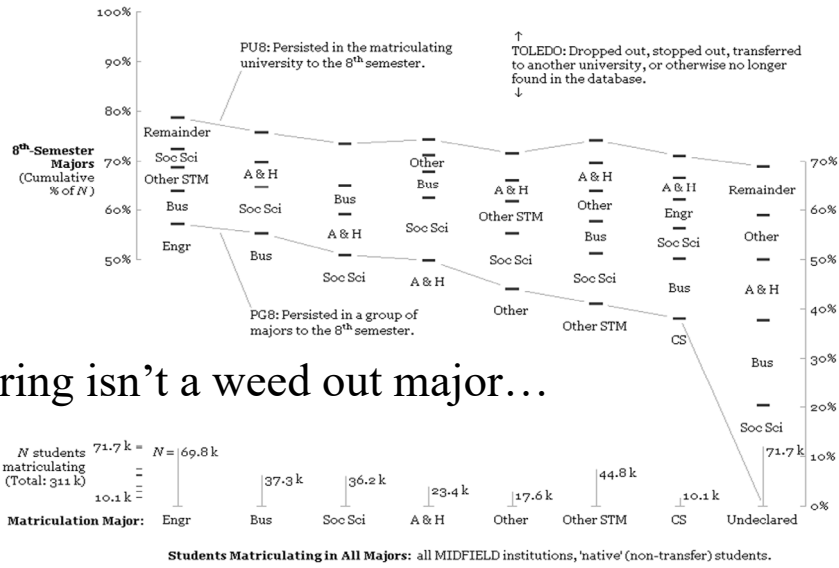 100%
90%
80%
70%
60%
50%
8th-Semester
Majors
(Cumulative
% of N)
PU8: Persisted in the matriculating
university to the 8th semester.
↑
TOLEDO: Dropped out, stopped out, transferred
to another university, or otherwise no longer
found in the database.
↓
Remainder
Soc Sci
Other STM
Bus
Engr
A & H
Soc Sci
Bus
Bus
A & H
Soc Sci
Other
Bus
Soc Sci
A & H
A & H
Other STM
Soc Sci
Other
A & H
Other
Bus
Soc Sci
Other STM
A & H
Engr
Soc Sci
Bus
CS
Remainder
Other
A & H
Bus
Soc Sci
70%
60%
50%
40%
30%
20%
10%
0%
PG8: Persisted in a group of
majors to the 8th semester.
ring isn’t a weed out major…
N students
matriculating
(Total: 311 k)
71.7 k
10.1 k
N = 69.8 k
37.3 k
36.2 k
23.4 k
17.6 k
44.8 k
10.1 k
71.7 k
Matriculation Major: Engr Bus Soc Sci A & H Other Other STM CS Undeclared
Students Matriculating in All Majors: all MIDFIELD institutions, 'native' (non-transfer) students.